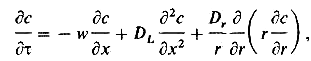 ∂c/∂τ = − w ∂c/∂x + D_L ∂²c/∂x² + D_r/r ∂/∂r ( r ∂c/∂r ) ,